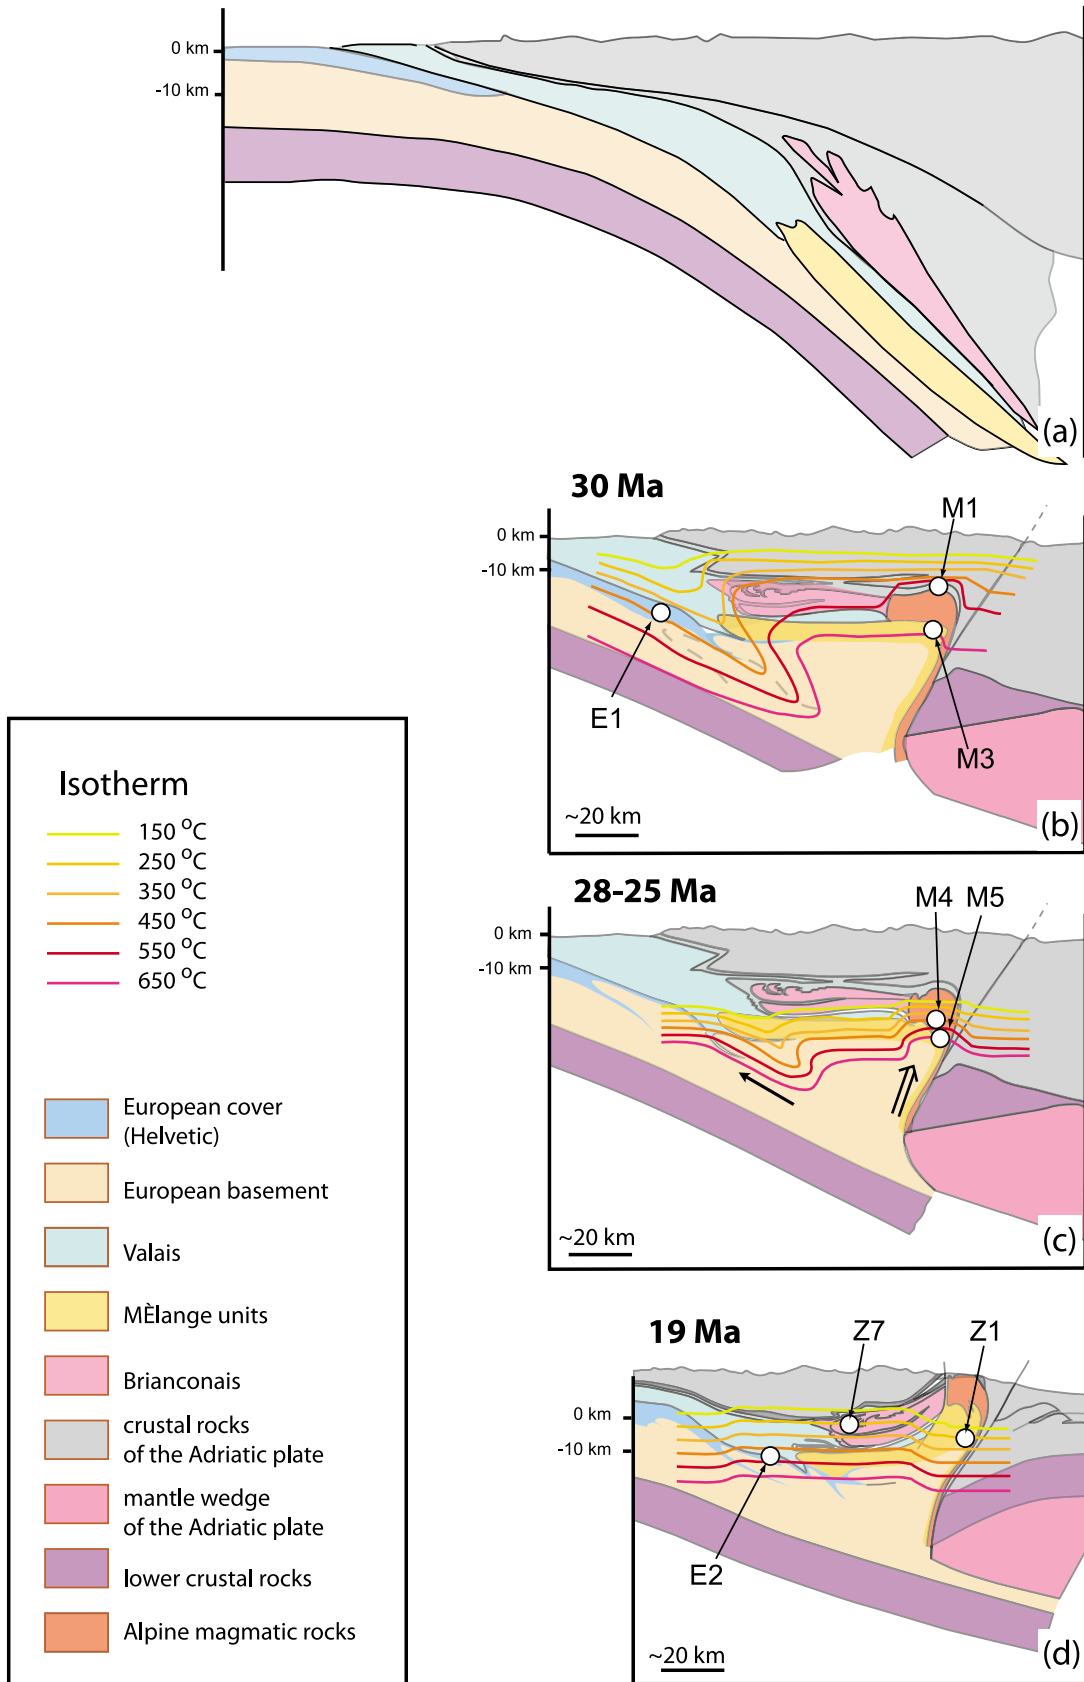 0 km
-10 km
(a)
30 Ma
M1
0 km
-10 km
E1
M3
~20 km
(b)
28-25 Ma
M4
M5
0 km
-10 km
~20 km
(c)
19 Ma
Z7
Z1
0 km
-10 km
E2
~20 km
(d)
Isotherm
150 °C
250 °C
350 °C
450 °C
550 °C
650 °C
European cover
(Helvetic)
European basement
Valais
MÈlange units
Brianconais
crustal rocks
of the Adriatic plate
mantle wedge
of the Adriatic plate
lower crustal rocks
Alpine magmatic rocks